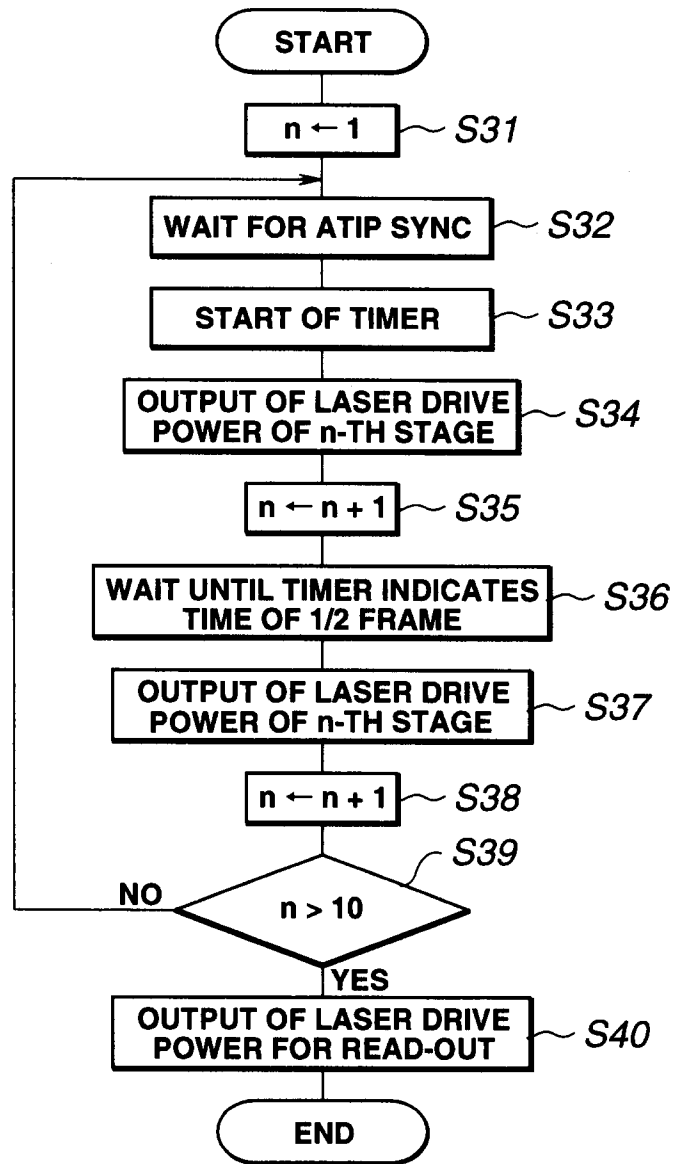 START
n ← 1
S31
WAIT FOR ATIP SYNC
S32
START OF TIMER
S33
OUTPUT OF LASER DRIVE
POWER OF n-TH STAGE
S34
n ← n + 1
S35
WAIT UNTIL TIMER INDICATES
TIME OF 1/2 FRAME
S36
OUTPUT OF LASER DRIVE
POWER OF n-TH STAGE
S37
n ← n + 1
S38
S39
NO
n > 10
YES
OUTPUT OF LASER DRIVE
POWER FOR READ-OUT
S40
END